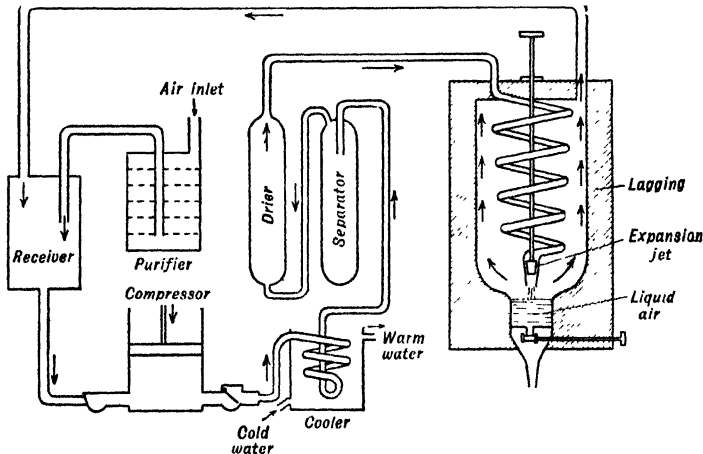 Air inlet
Receiver
Purifier
Compressor
Drier
Separator
Warm
water
Cold
water
Cooler
Lagging
Expansion
jet
Liquid
air